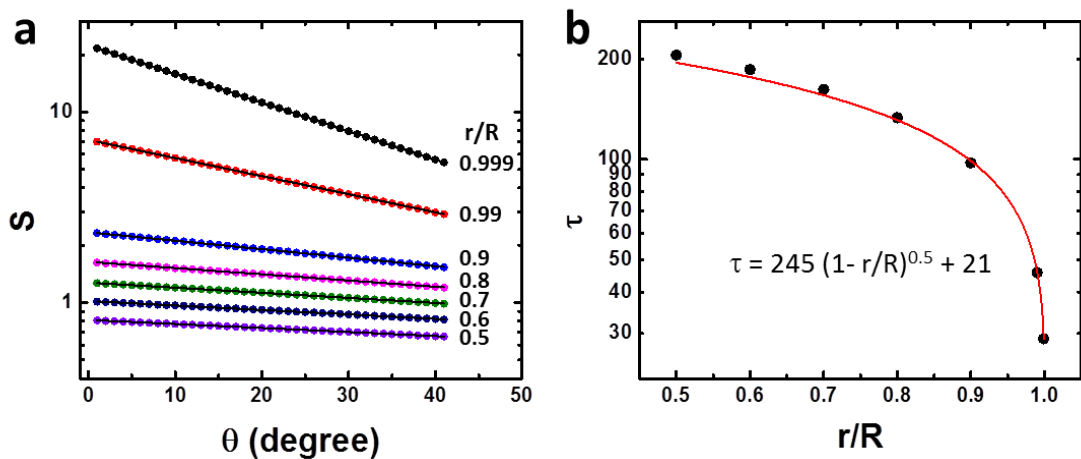 a
S
10
1
r/R
0.999
0.99
0.9
0.8
0.7
0.6
0.5
0 10 20 30 40 50
θ (degree)
b
τ
200
100
90
80
70
60
50
40
30
τ = 245 (1- r/R)^0.5 + 21
0.5 0.6 0.7 0.8 0.9 1.0
r/R